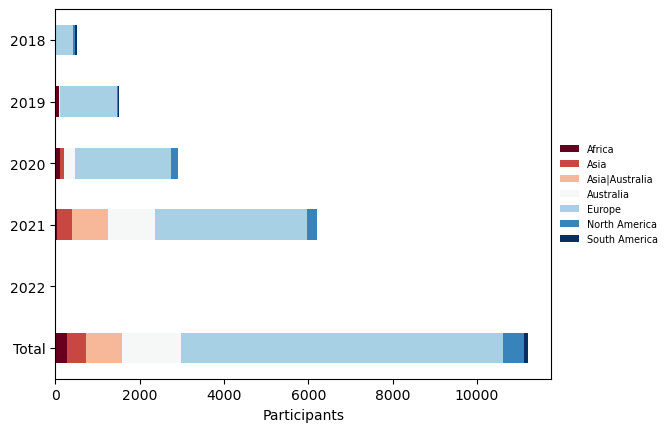 2018
2019
2020
2021
2022
Total
0 2000 4000 6000 8000 10000
Participants
Africa
Asia
Asia|Australia
Australia
Europe
North America
South America